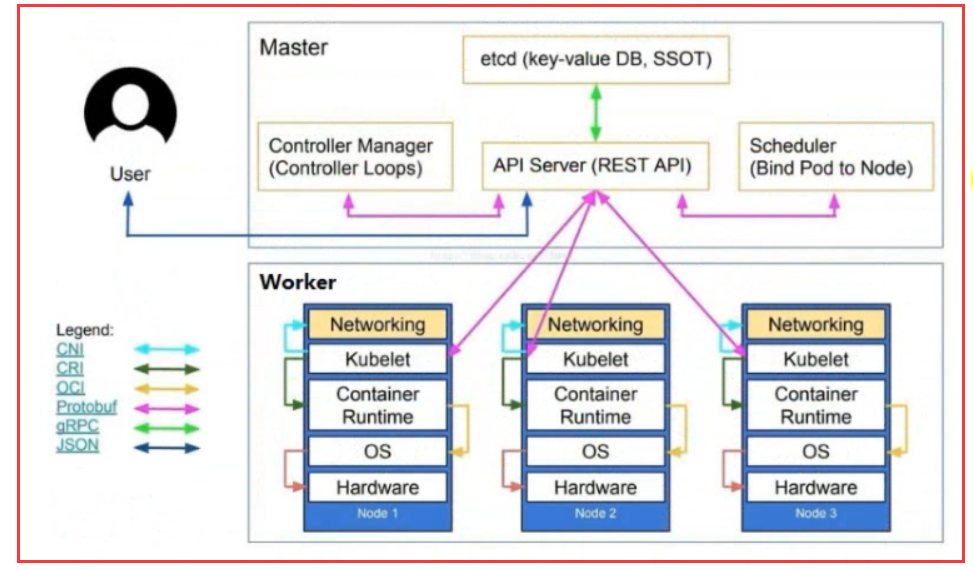 Master
etcd (key-value DB, SSOT)
Controller Manager
(Controller Loops)
API Server (REST API)
Scheduler
(Bind Pod to Node)
User
Worker
Networking
Kubelet
Container
Runtime
OS
Hardware
Node 1
Networking
Kubelet
Container
Runtime
OS
Hardware
Node 2
Networking
Kubelet
Container
Runtime
OS
Hardware
Node 3
Legend:
CNI
CRI
OCI
Protobuf
gRPC
JSON